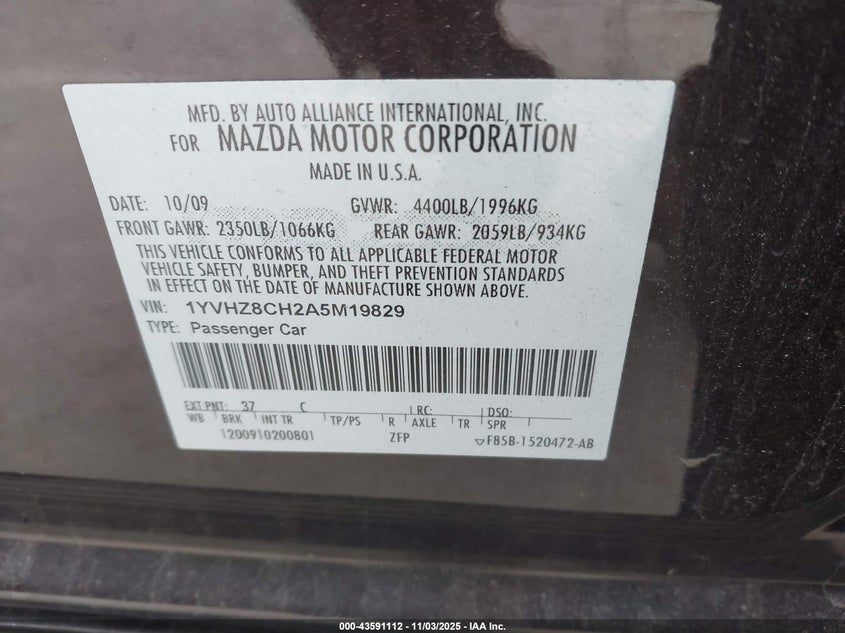 MFD. BY AUTO ALLIANCE INTERNATIONAL, INC.
FOR MAZDA MOTOR CORPORATION
MADE IN U.S.A.
DATE: 10/09 GVWR: 4400LB/1996KG
FRONT GAWR: 2350LB/1066KG REAR GAWR: 2059LB/934KG
THIS VEHICLE CONFORMS TO ALL APPLICABLE FEDERAL MOTOR
VEHICLE SAFETY, BUMPER, AND THEFT PREVENTION STANDARDS
IN EFFECT ON THE DATE OF MANUFACTURE SHOWN ABOVE.
VIN: 1YVHZ8CH2A5M19829
TYPE: Passenger Car
EXT PNT: 37 C RC: DSO:
WB BRK INT TR TP/PS R AXLE TR SPR
1200910200801 ZFP F85B-1520472-AB
000-43591112 - 11/03/2025 - IAA Inc.